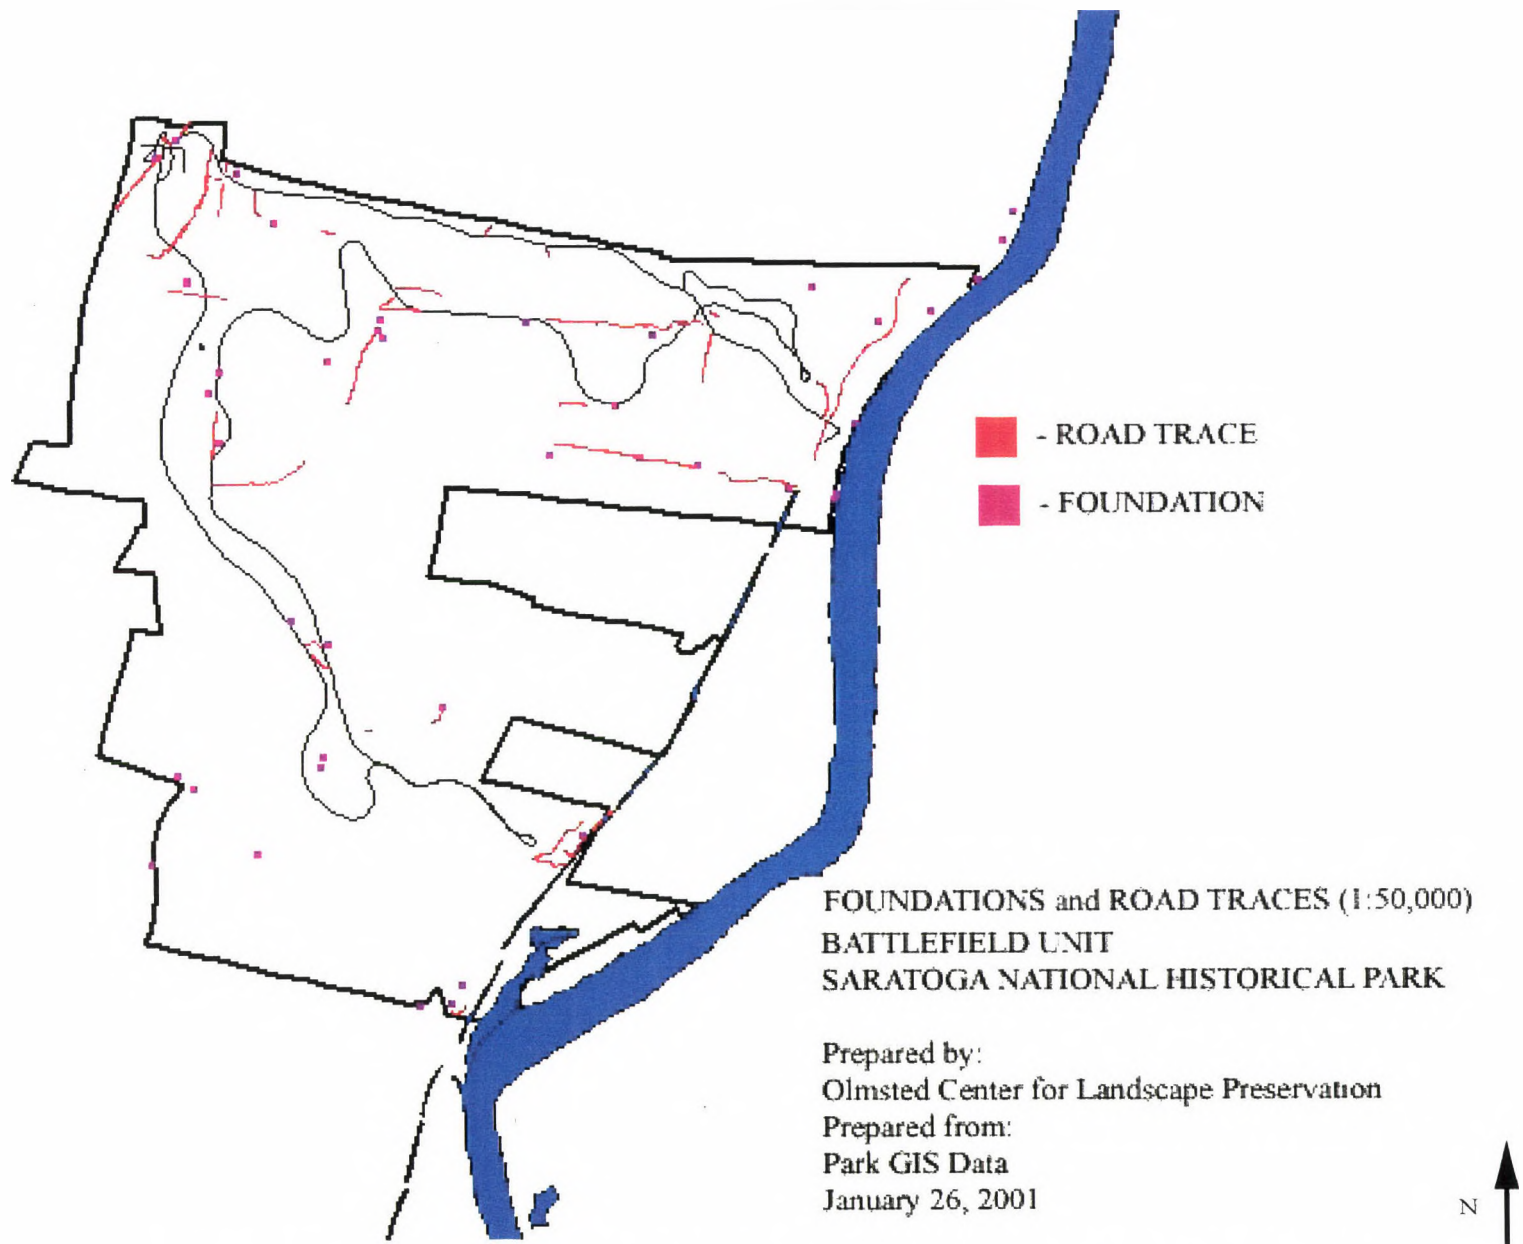 - ROAD TRACE
- FOUNDATION
FOUNDATIONS and ROAD TRACES (1:50,000)
BATTLEFIELD UNIT
SARATOGA NATIONAL HISTORICAL PARK
Prepared by:
Olmsted Center for Landscape Preservation
Prepared from:
Park GIS Data
January 26, 2001
N